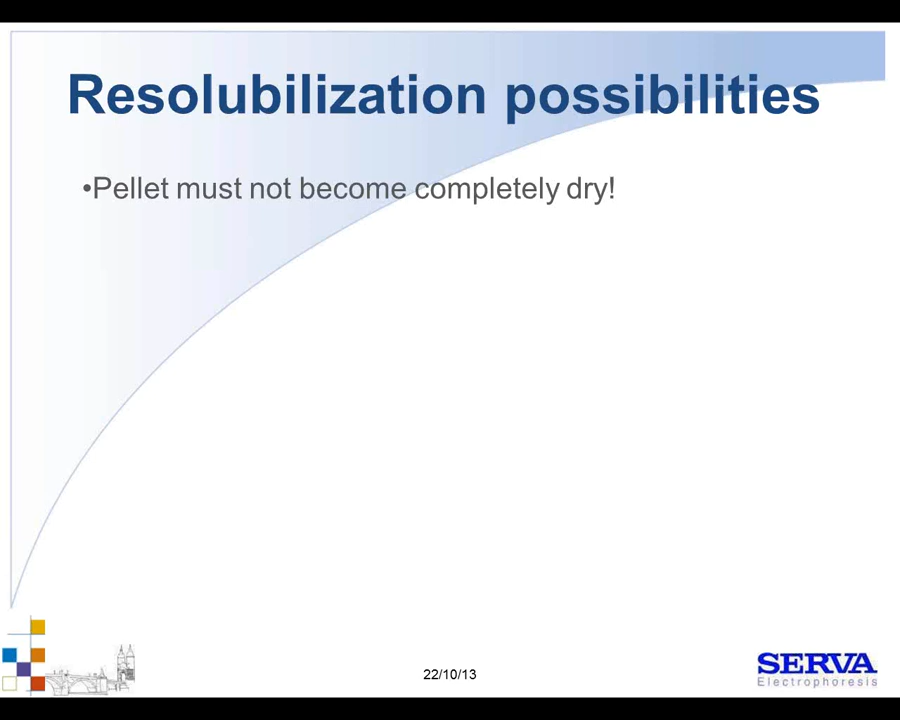 Resolubilization possibilities
•Pellet must not become completely dry!
22/10/13
SERVA
Electrophoresis